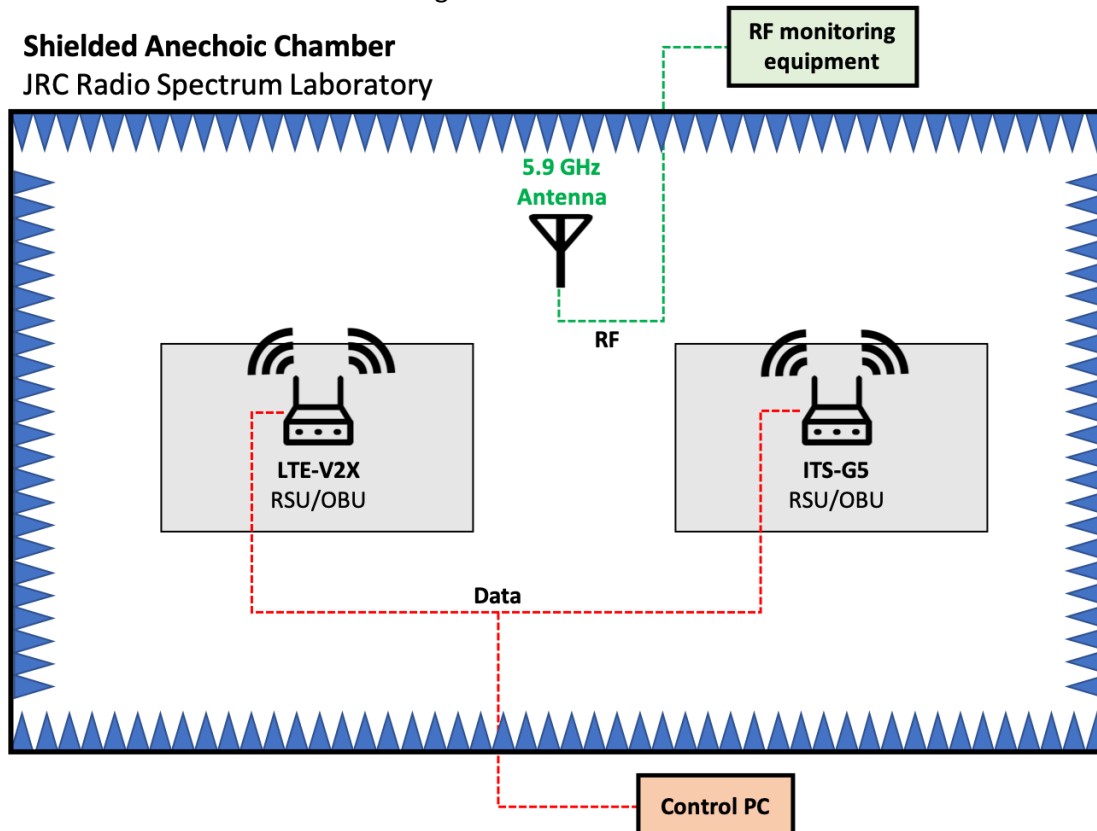 Shielded Anechoic Chamber
JRC Radio Spectrum Laboratory
RF monitoring
equipment
5.9 GHz
Antenna
RF
LTE-V2X
RSU/OBU
ITS-G5
RSU/OBU
Data
Control PC